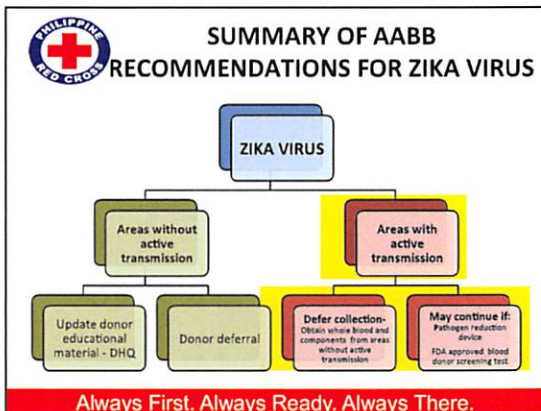 PHILIPPINE
RED CROSS
SUMMARY OF AABB
RECOMMENDATIONS FOR ZIKA VIRUS
ZIKA VIRUS
Areas without
active
transmission
Areas with
active
transmission
Update donor
educational
material - DHQ
Donor deferral
Defer collection-
Obtain whole blood and
components from areas
without active
transmission
May continue if:
Pathogen reduction
device
FDA approved blood
donor screening test
Always First. Always Ready. Always There.